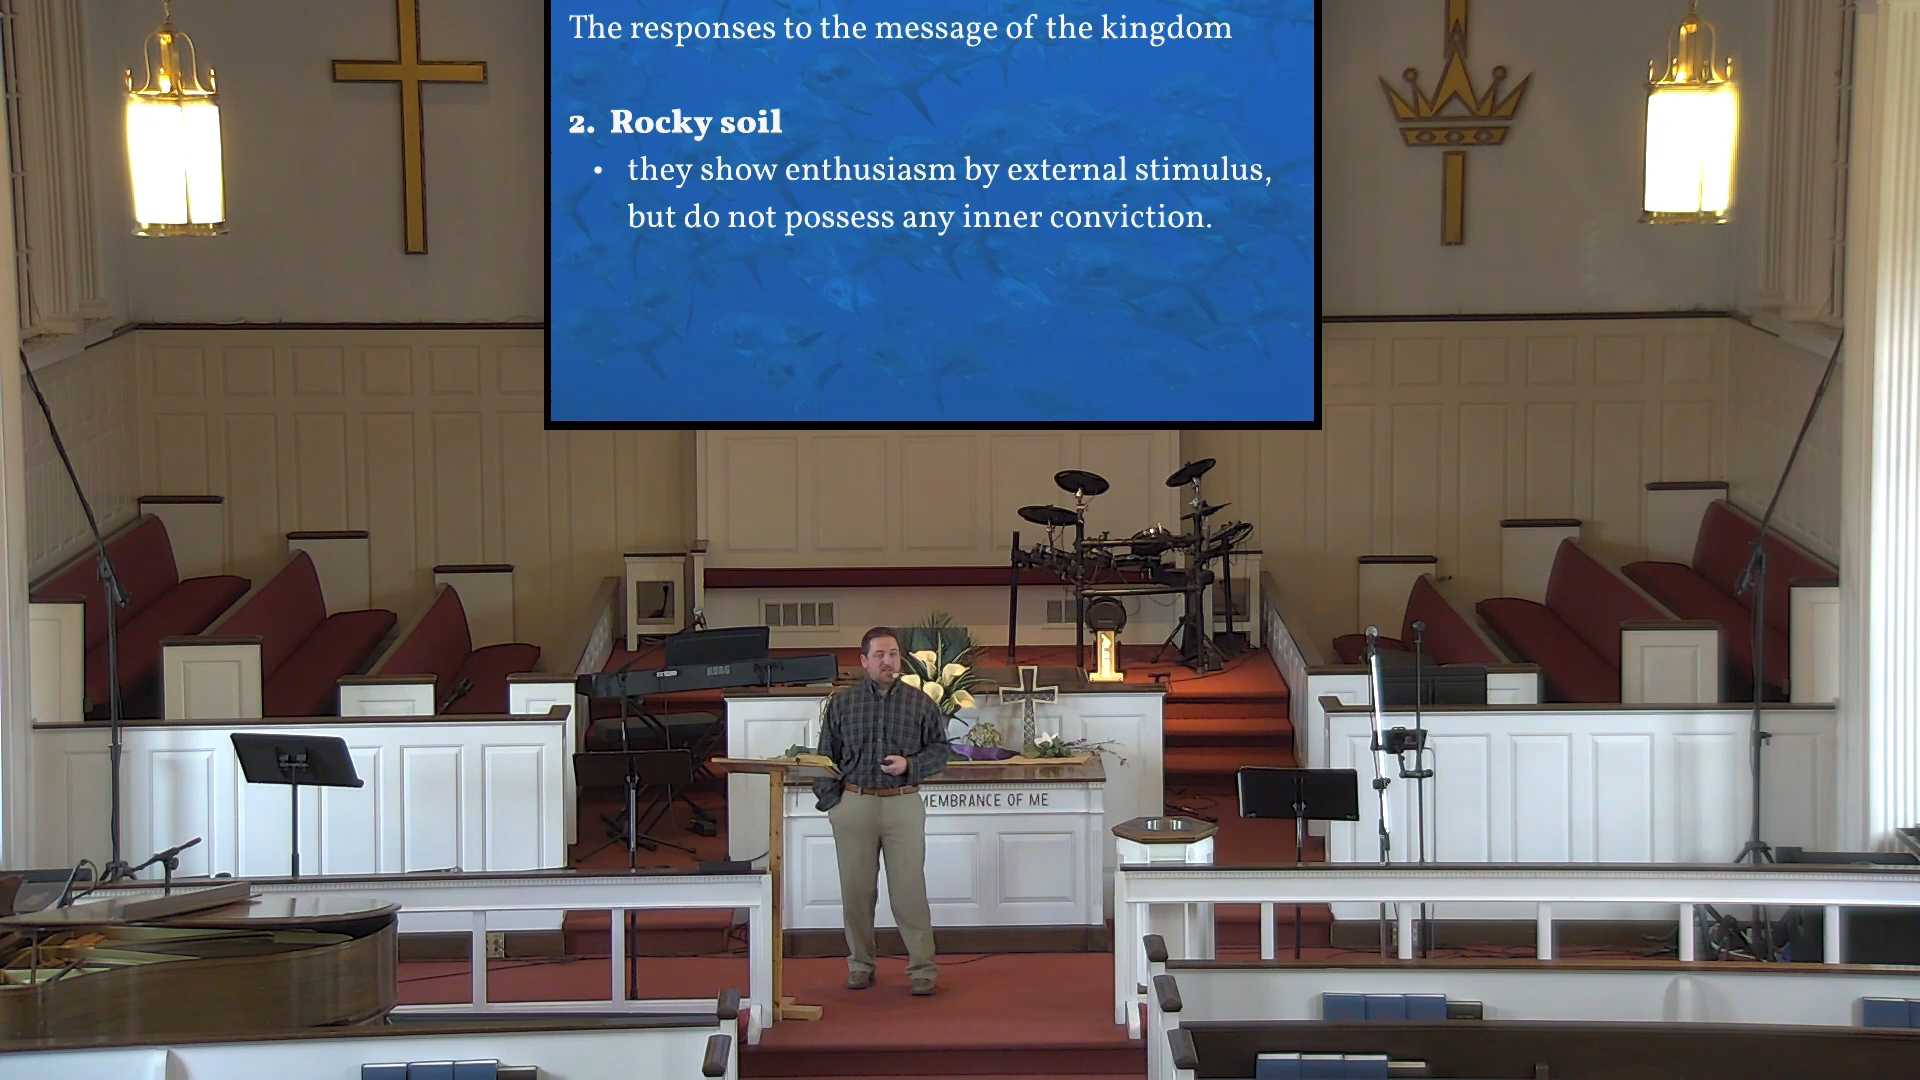 The responses to the message of the kingdom
2. Rocky soil
• they show enthusiasm by external stimulus,
but do not possess any inner conviction.
KORG
MEMBRANCE OF ME